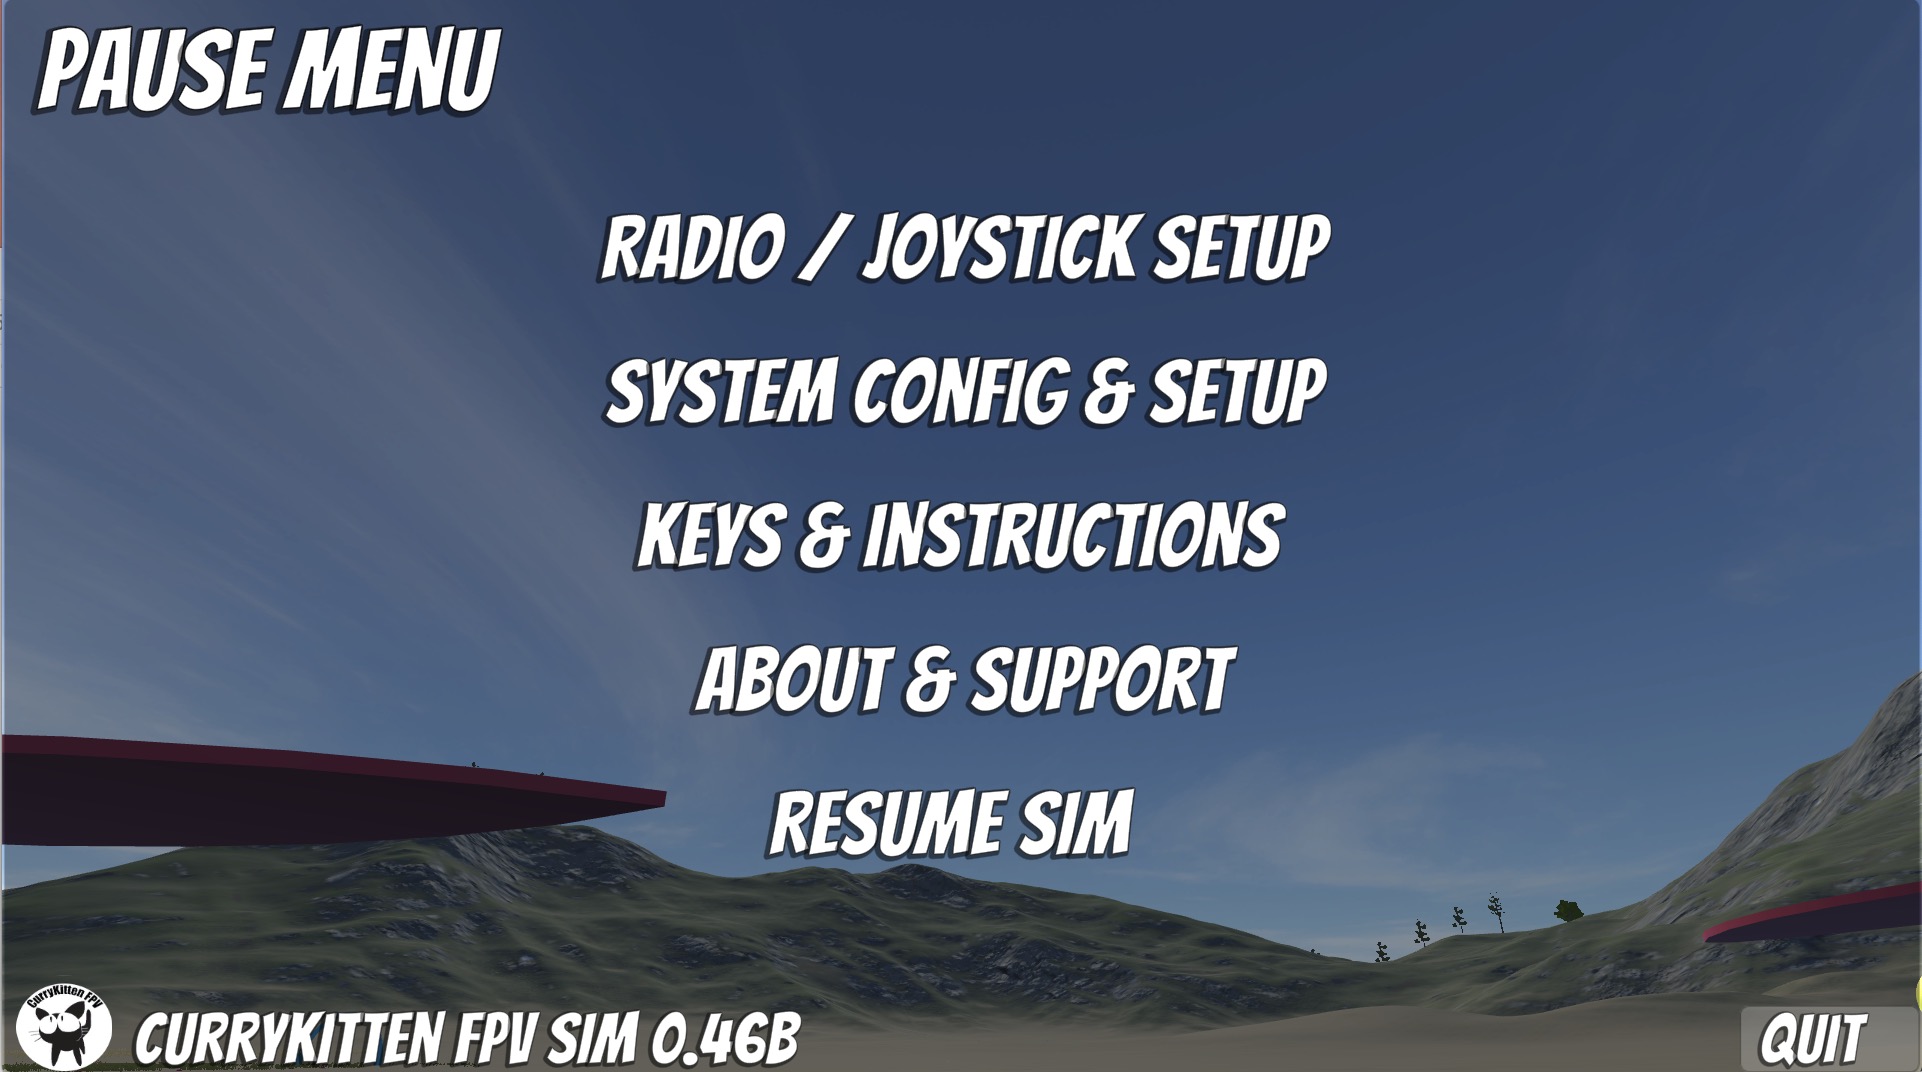 PAUSE MENU
RADIO / JOYSTICK SETUP
SYSTEM CONFIG & SETUP
KEYS & INSTRUCTIONS
ABOUT & SUPPORT
RESUME SIM
CurryKitten FPV
CURRYKITTEN FPV SIM 0.46B
QUIT